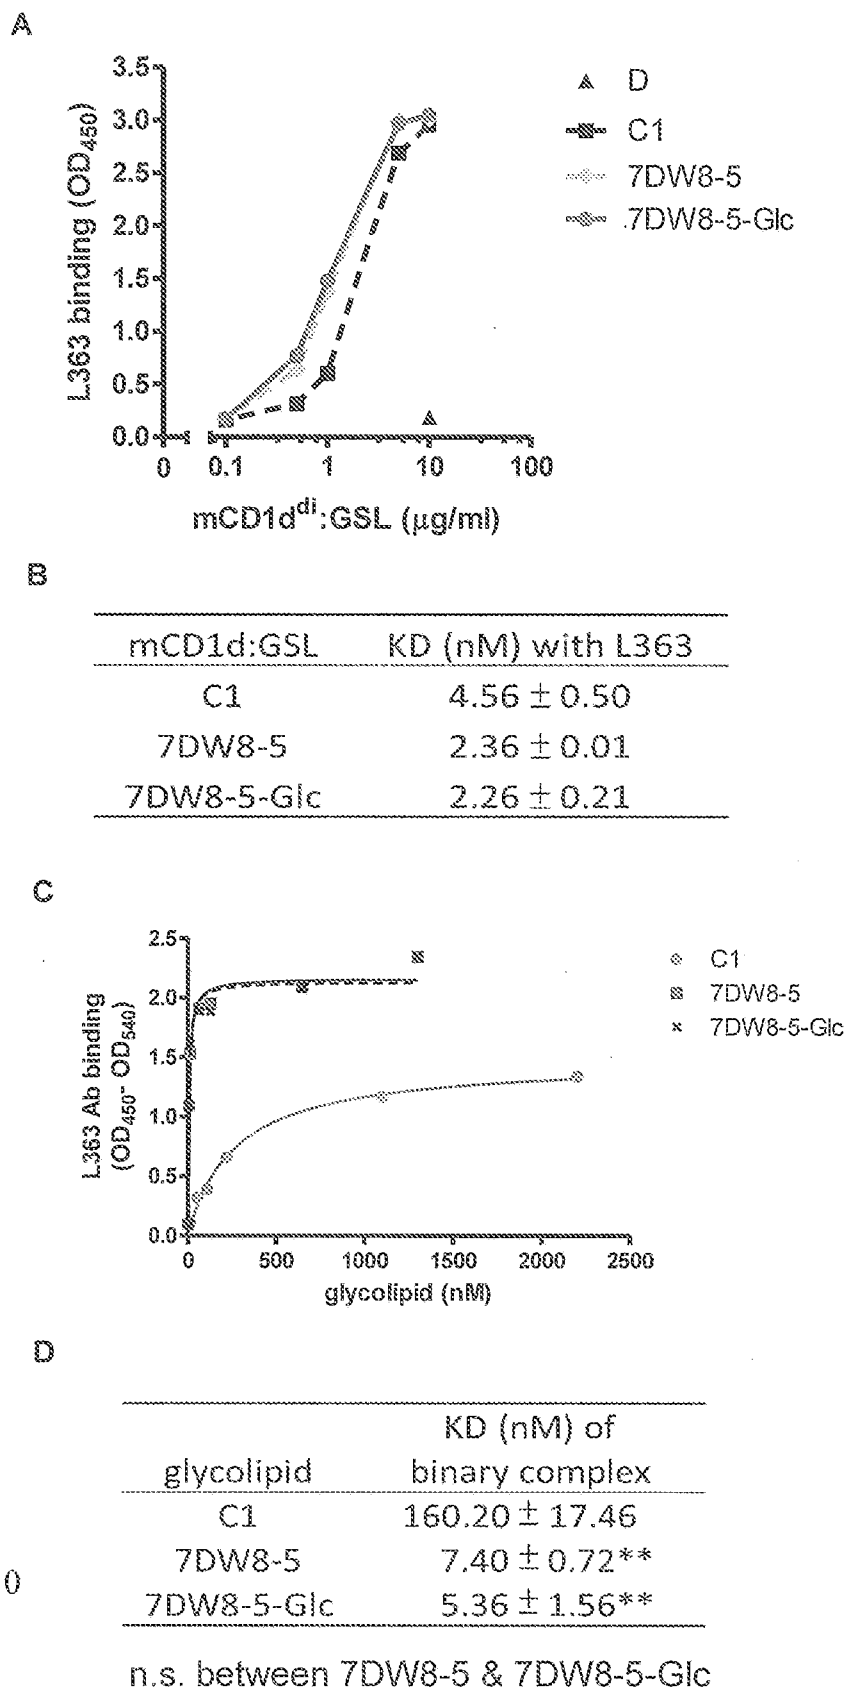 A
3.5
3.0
2.5
2.0
1.5
1.0
0.5
0.0
L363 binding (OD450)
0 0.1 1 10 100
mCD1d^di:GSL (µg/ml)
D
C1
7DW8-5
.7DW8-5-Glc
B
mCD1d:GSL KD (nM) with L363
C1 4.56 ± 0.50
7DW8-5 2.36 ± 0.01
7DW8-5-Glc 2.26 ± 0.21
C
2.5
2.0
1.5
1.0
0.5
0.0
L363 Ab binding
(OD450- OD540)
0 500 1000 1500 2000 2500
glycolipid (nM)
C1
7DW8-5
7DW8-5-Glc
D
KD (nM) of
glycolipid binary complex
C1 160.20 ± 17.46
7DW8-5 7.40 ± 0.72**
7DW8-5-Glc 5.36 ± 1.56**
0
n.s. between 7DW8-5 & 7DW8-5-Glc